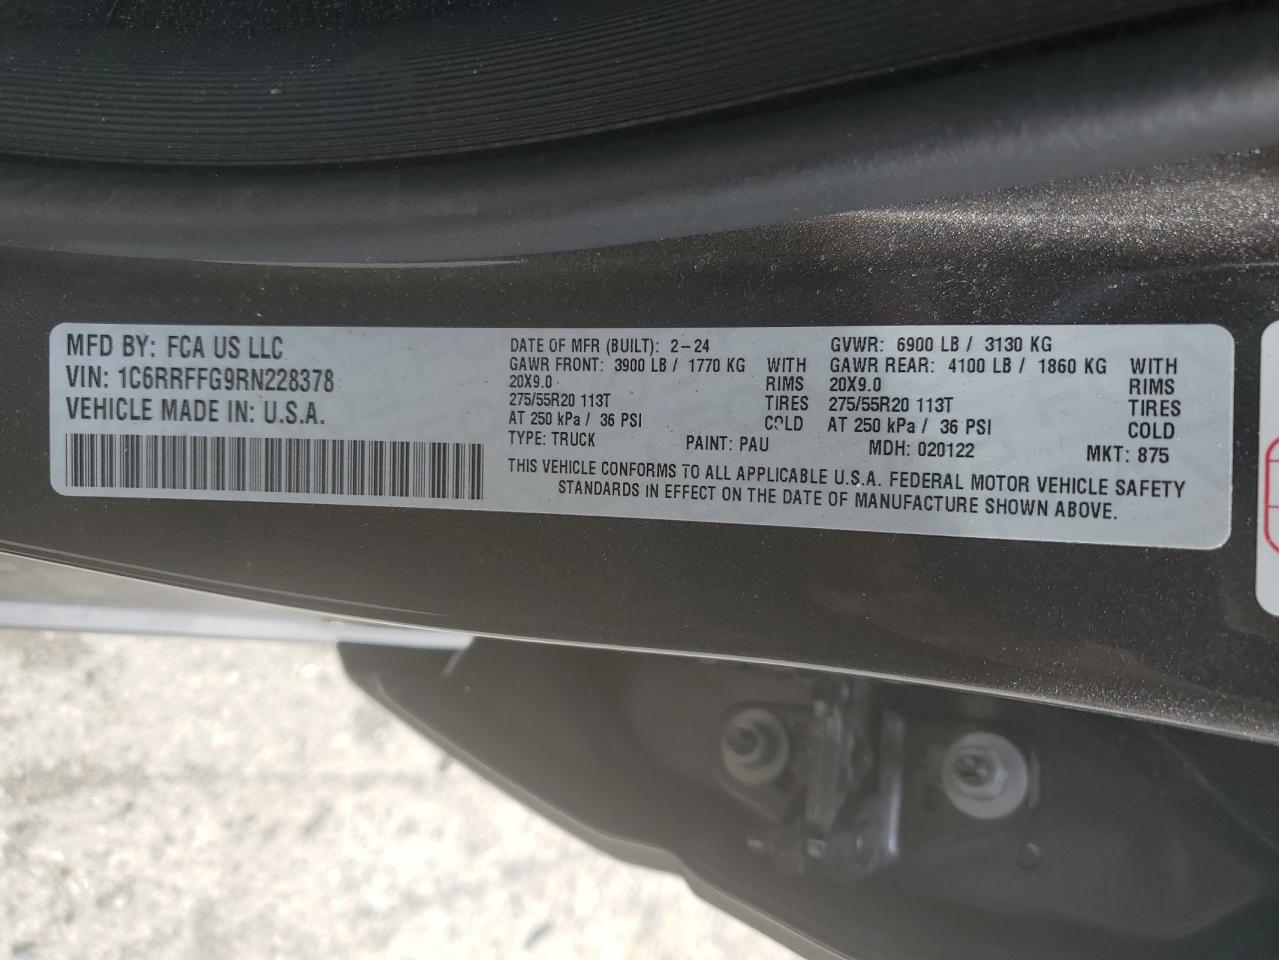 MFD BY: FCA US LLC
VIN: 1C6RRFFG9RN228378
VEHICLE MADE IN: U.S.A.
DATE OF MFR (BUILT): 2-24
GVWR: 6900 LB / 3130 KG
GAWR FRONT: 3900 LB / 1770 KG WITH
20X9.0 RIMS
275/55R20 113T TIRES
AT 250 kPa / 36 PSI COLD
GAWR REAR: 4100 LB / 1860 KG WITH
20X9.0 RIMS
275/55R20 113T TIRES
AT 250 kPa / 36 PSI COLD
TYPE: TRUCK PAINT: PAU MDH: 020122 MKT: 875
THIS VEHICLE CONFORMS TO ALL APPLICABLE U.S.A. FEDERAL MOTOR VEHICLE SAFETY
STANDARDS IN EFFECT ON THE DATE OF MANUFACTURE SHOWN ABOVE.